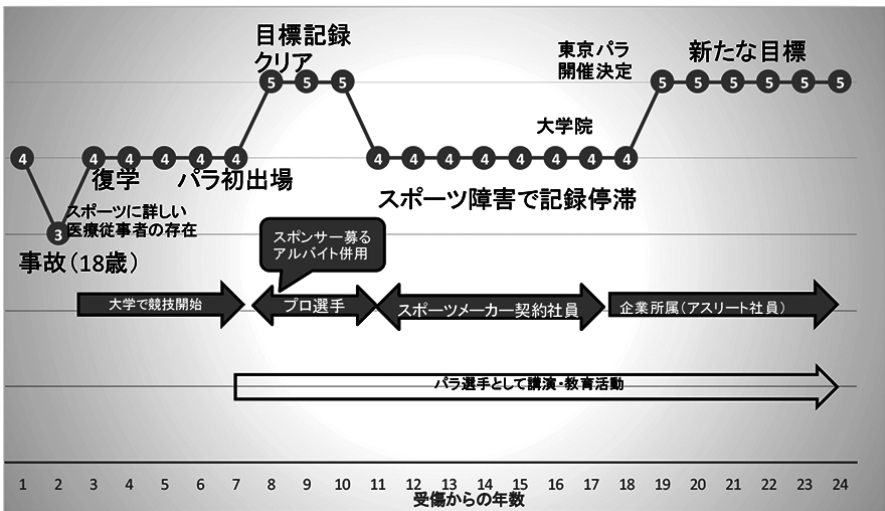 目標記録
クリア
東京パラ
開催決定
新たな目標
5 5 5
5 5 5 5 5 5
大学院
4
4 4 4 4 4
4 4 4 4 4 4 4 4
復学
パラ初出場
スポーツ障害で記録停滞
スポーツに詳しい
医療従事者の存在
3
事故(18歳)
スポンサー募る
アルバイト併用
大学で競技開始
プロ選手
スポーツメーカー契約社員
企業所属(アスリート社員)
パラ選手として講演・教育活動
1 2 3 4 5 6 7 8 9 10 11 12 13 14 15 16 17 18 19 20 21 22 23 24
受傷からの年数